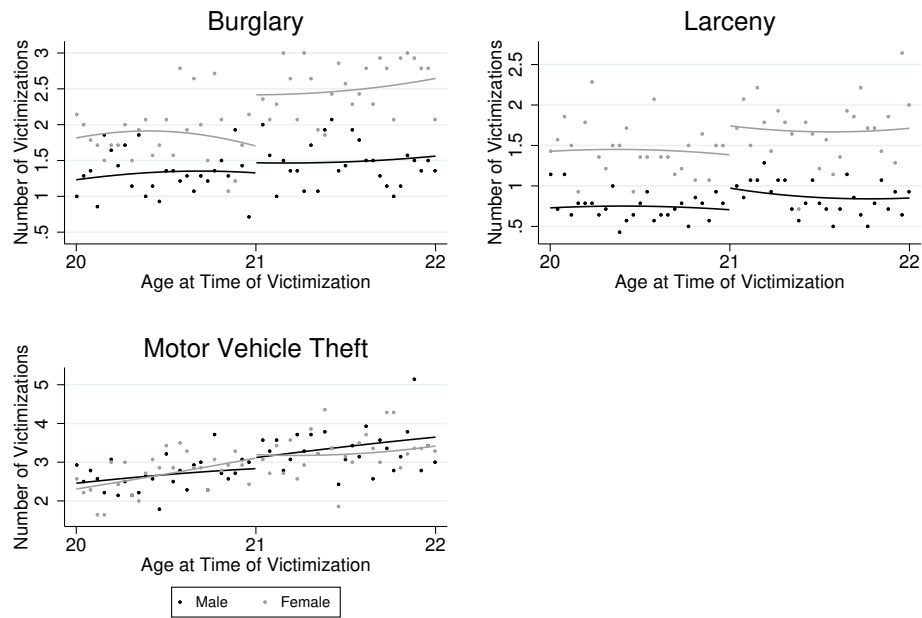 Burglary
Number of Victimizations
.5 1 1.5 2 2.5 3
20 21 22
Age at Time of Victimization
Larceny
Number of Victimizations
.5 1 1.5 2 2.5
20 21 22
Age at Time of Victimization
Motor Vehicle Theft
Number of Victimizations
2 3 4 5
20 21 22
Age at Time of Victimization
Male Female